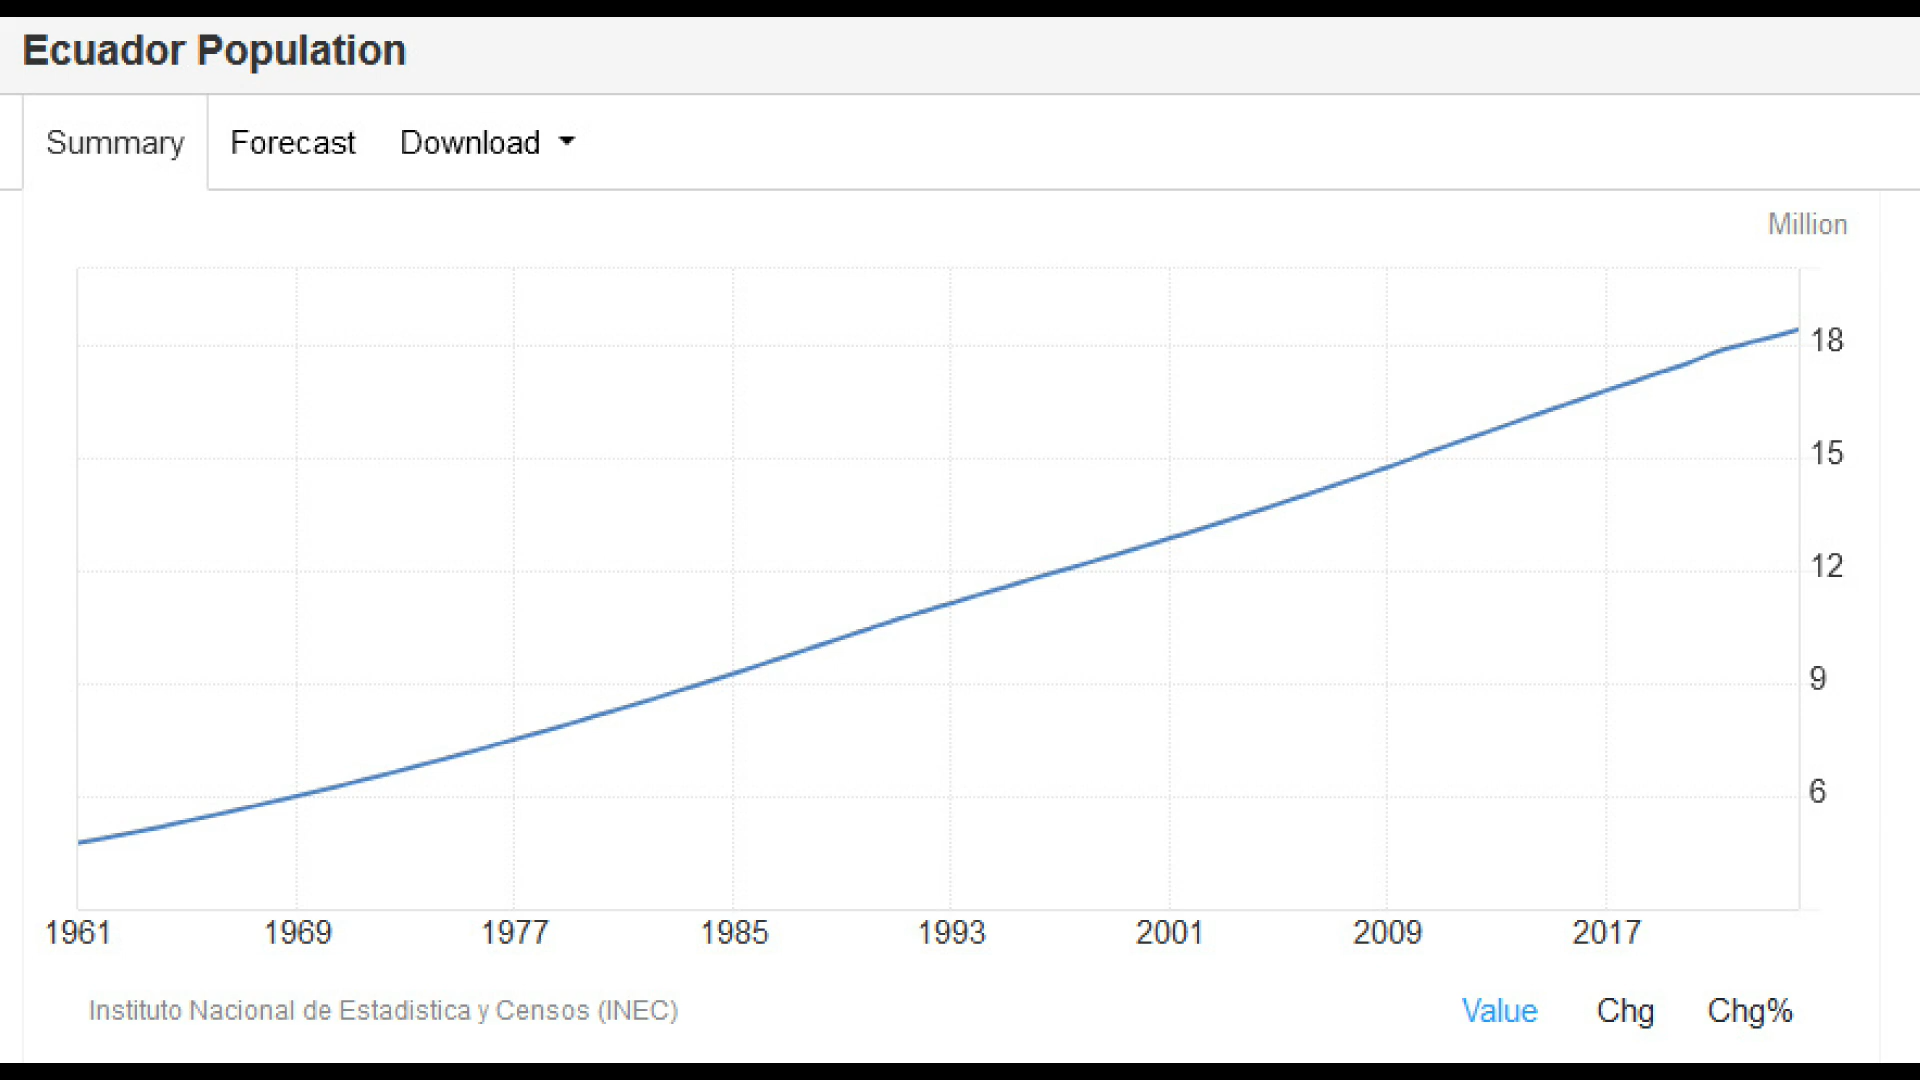 Ecuador Population
Summary Forecast Download
Million
18
15
12
9
6
1961 1969 1977 1985 1993 2001 2009 2017
Instituto Nacional de Estadistica y Censos (INEC) Value Chg Chg%